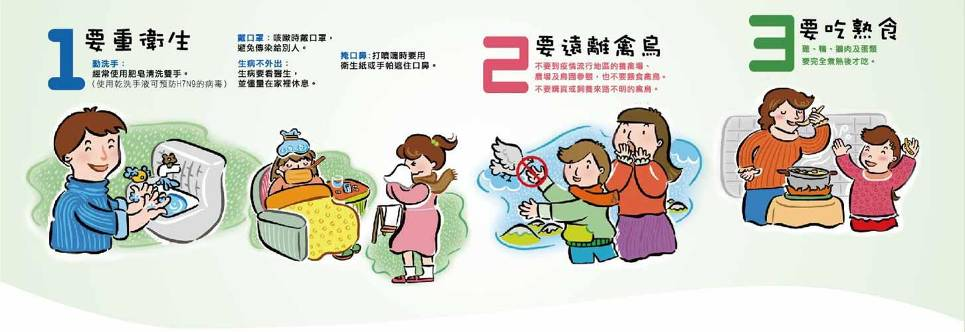 1 要重衛生
勤洗手：
經常使用肥皂清洗雙手。
（使用乾洗手液可預防H7N9的病毒）
戴口罩：咳嗽時戴口罩，
避免傳染給別人。
生病不外出：
生病要看醫生，
並儘量在家裡休息。
掩口鼻：打噴嚏時要用
衛生紙或手帕遮住口鼻。
2 要遠離禽鳥
不要到疫情流行地區的養禽場、
農場及鳥園參觀，也不要餵食禽鳥。
不要購買或飼養來路不明的禽鳥。
3 要吃熟食
雞、鴨、鵝肉及蛋類
要完全煮熟後才吃。